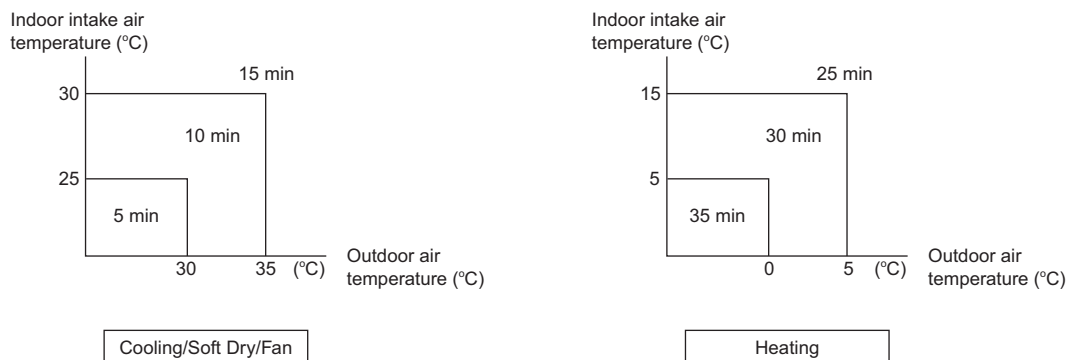 Indoor intake air
temperature (°C)
15 min
30
10 min
25
5 min
30 35 (°C)
Outdoor air
temperature (°C)
Cooling/Soft Dry/Fan
Indoor intake air
temperature (°C)
25 min
15
30 min
5
35 min
0 5 (°C)
Outdoor air
temperature (°C)
Heating